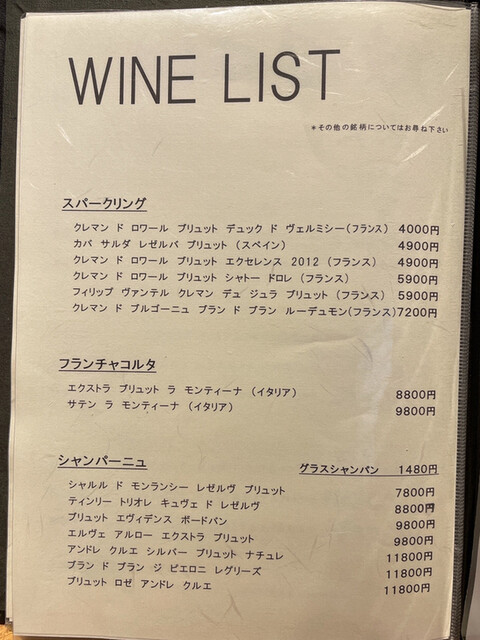 WINE LIST
＊その他の銘柄についてはお尋ね下さい
スパークリング
クレマン ド ロワール ブリュット デュック ド ヴェルミシー(フランス) 4000円
カバ サルダ レゼルバ ブリュット (スペイン) 4900円
クレマン ド ロワール ブリュット エクセレンス 2012 (フランス) 4900円
クレマン ド ロワール ブリュット シャトー ドロレ (フランス) 5900円
フィリップ ヴァンテル クレマン デュ ジュラ ブリュット (フランス) 5900円
クレマン ド ブルゴーニュ ブラン ド ブラン ルーデュモン(フランス)7200円
フランチャコルタ
エクストラ ブリュット ラ モンティーナ (イタリア) 8800円
サテン ラ モンティーナ (イタリア) 9800円
シャンパーニュ グラスシャンパン 1480円
シャルル ド モンランシー レゼルヴ ブリュット 7800円
ティンリー トリオレ キュヴェ ド レゼルヴ 8800円
ブリュット エヴィデンス ボードバン 9800円
エルヴェ アルロー エクストラ ブリュット 9800円
アンドレ クルエ シルバー ブリュット ナチュレ 11800円
ブラン ド ブラン ジ ピエロニ レグリーズ 11800円
ブリュット ロゼ アンドレ クルエ 11800円